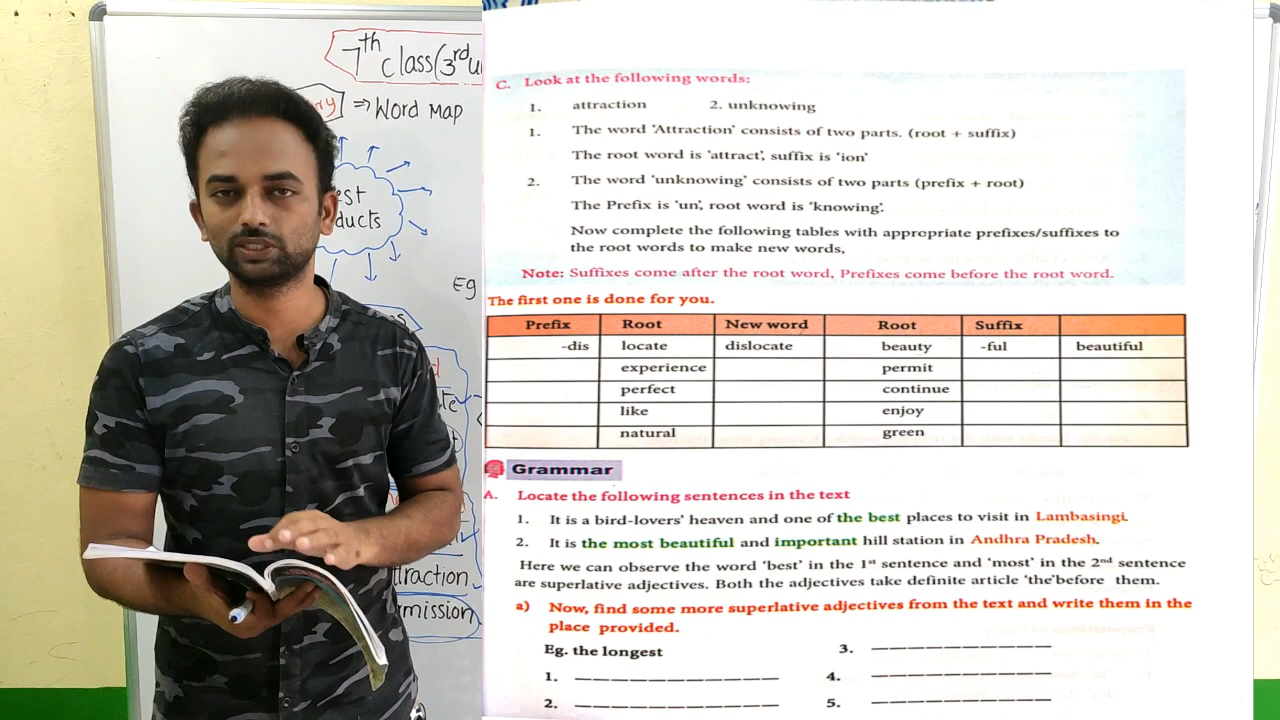 7th class(3rd u
ry ⇒ Word Map
est
ducts
Eg
traction
mission
C. Look at the following words:
1. attraction 2. unknowing
1. The word 'Attraction' consists of two parts. (root + suffix)
The root word is 'attract', suffix is 'ion'
2. The word 'unknowing' consists of two parts (prefix + root)
The Prefix is 'un', root word is 'knowing'.
Now complete the following tables with appropriate prefixes/suffixes to
the root words to make new words,
Note: Suffixes come after the root word, Prefixes come before the root word.
The first one is done for you.
Prefix Root New word Root Suffix
-dis locate dislocate beauty -ful beautiful
experience permit
perfect continue
like enjoy
natural green
Grammar
A. Locate the following sentences in the text
1. It is a bird-lovers' heaven and one of the best places to visit in Lambasingi.
2. It is the most beautiful and important hill station in Andhra Pradesh.
Here we can observe the word 'best' in the 1st sentence and 'most' in the 2nd sentence
are superlative adjectives. Both the adjectives take definite article 'the'before them.
a) Now, find some more superlative adjectives from the text and write them in the
place provided.
Eg. the longest 3.
1. 4.
2. 5.